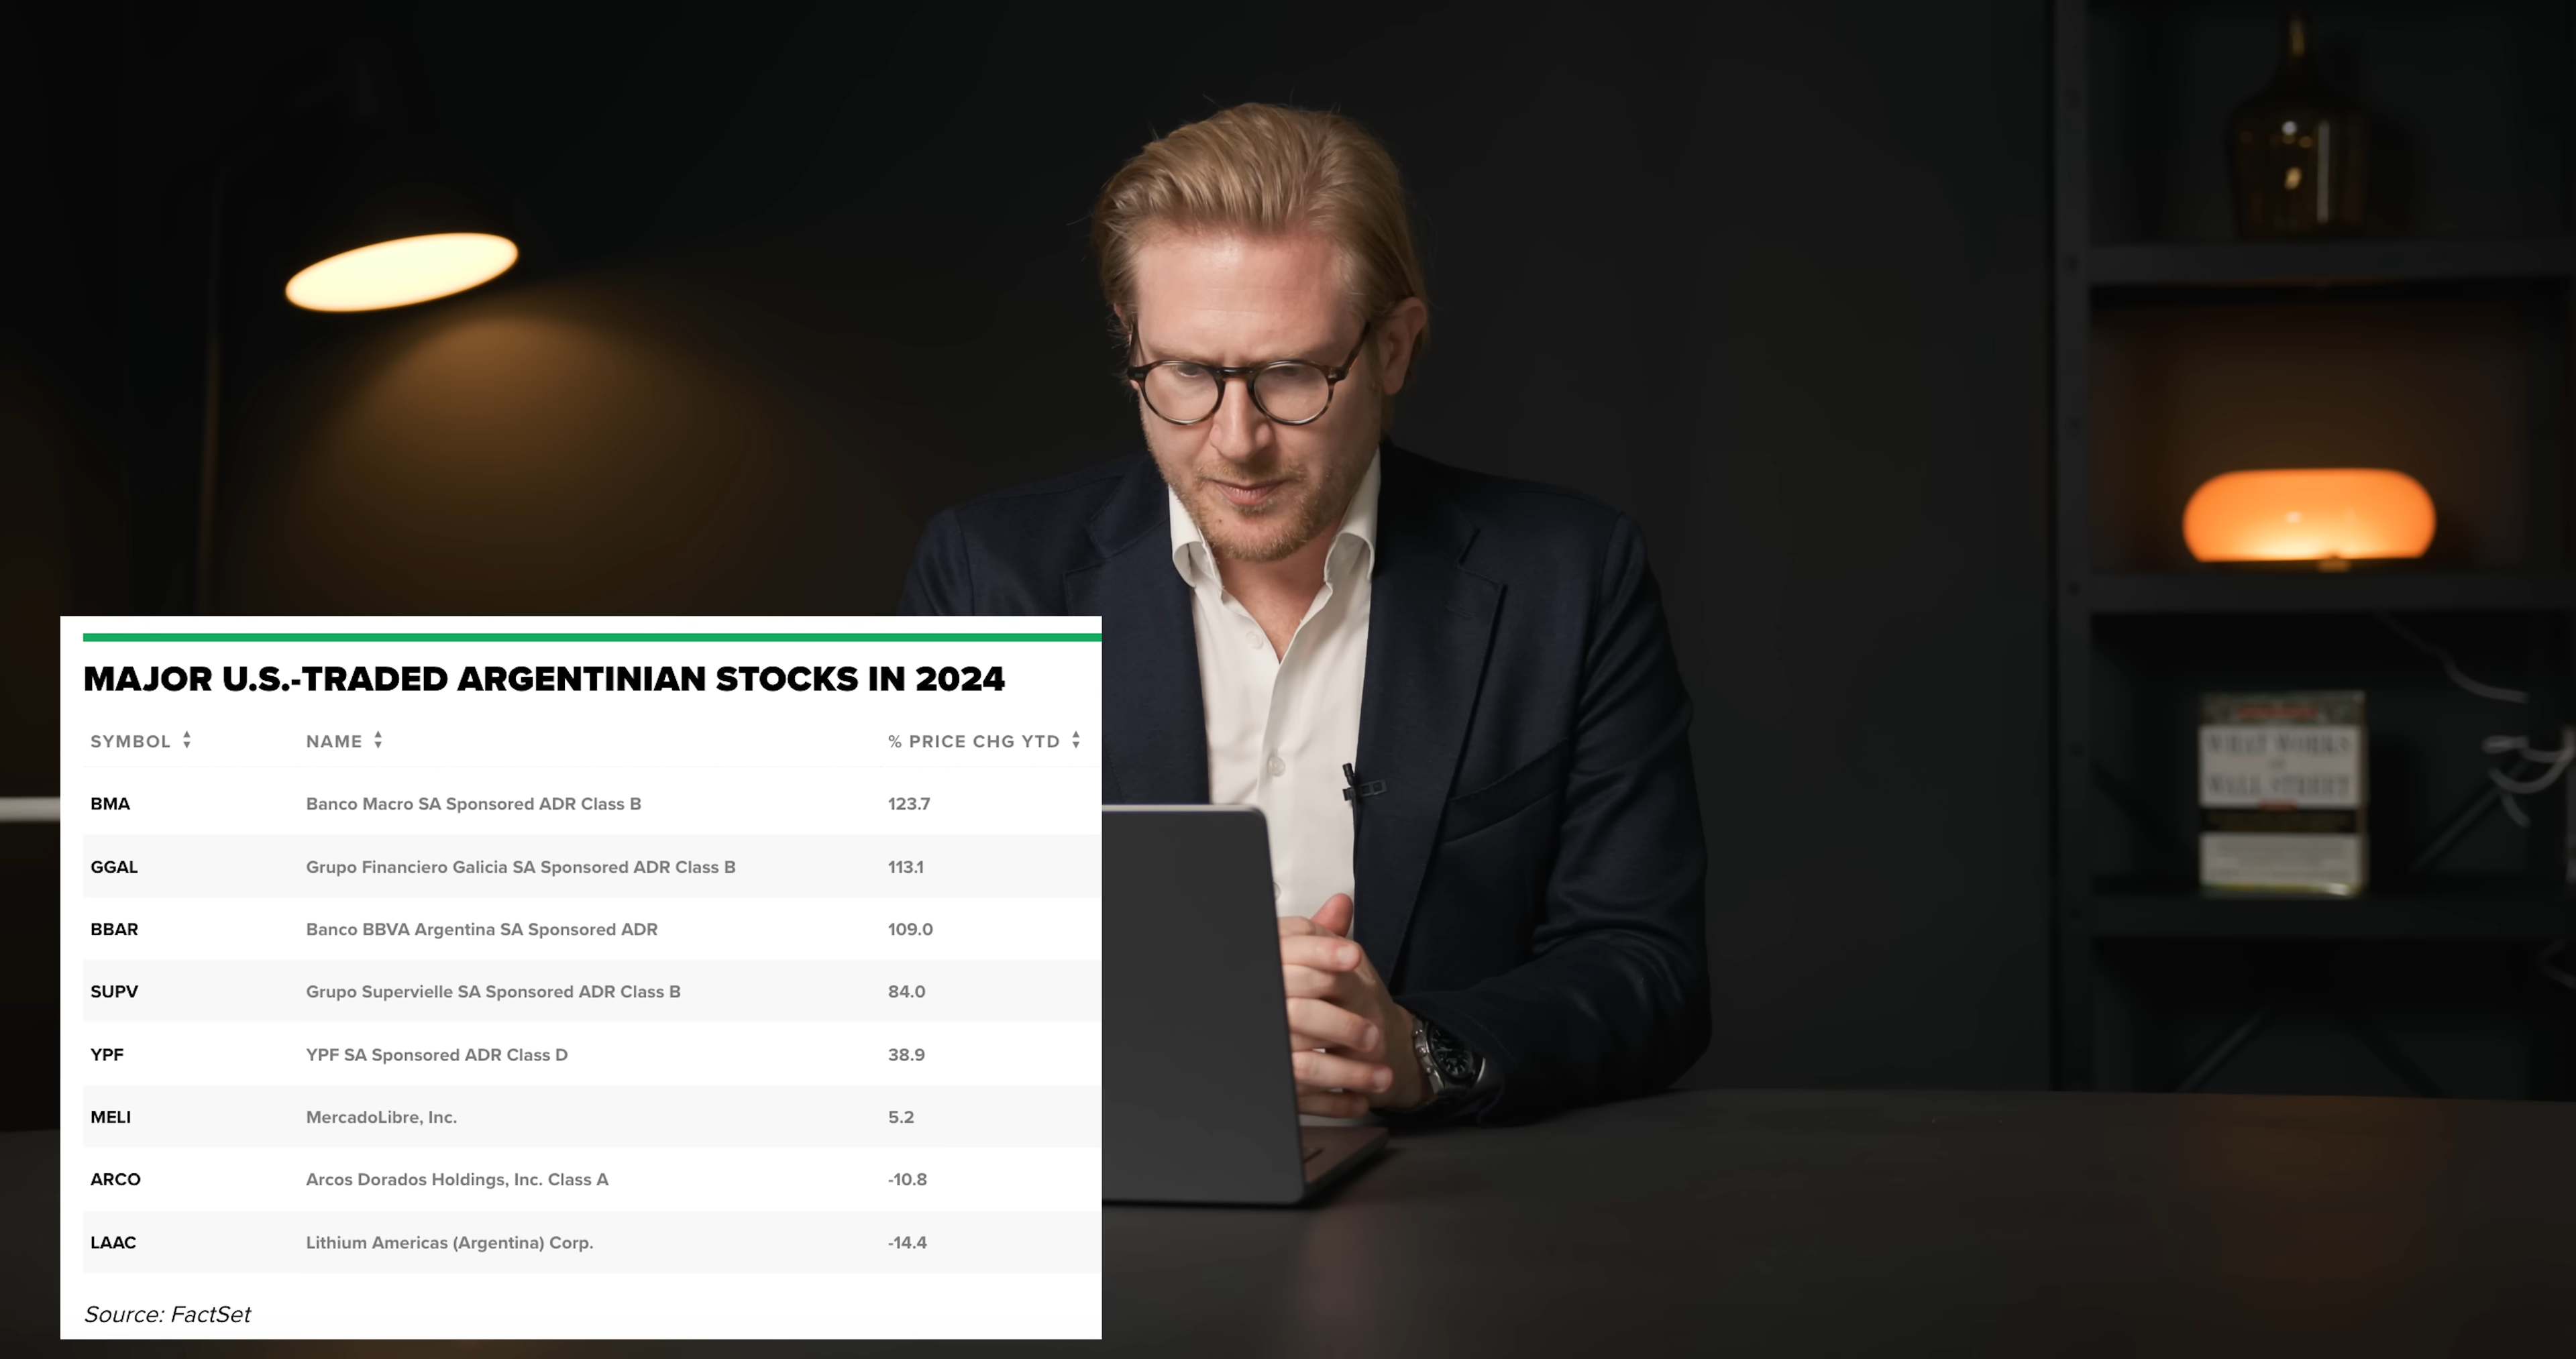 MAJOR U.S.-TRADED ARGENTINIAN STOCKS IN 2024
SYMBOL NAME % PRICE CHG YTD
BMA Banco Macro SA Sponsored ADR Class B 123.7
GGAL Grupo Financiero Galicia SA Sponsored ADR Class B 113.1
BBAR Banco BBVA Argentina SA Sponsored ADR 109.0
SUPV Grupo Supervielle SA Sponsored ADR Class B 84.0
YPF YPF SA Sponsored ADR Class D 38.9
MELI MercadoLibre, Inc. 5.2
ARCO Arcos Dorados Holdings, Inc. Class A -10.8
LAAC Lithium Americas (Argentina) Corp. -14.4
Source: FactSet
WHAT WORKS
WALL STREET